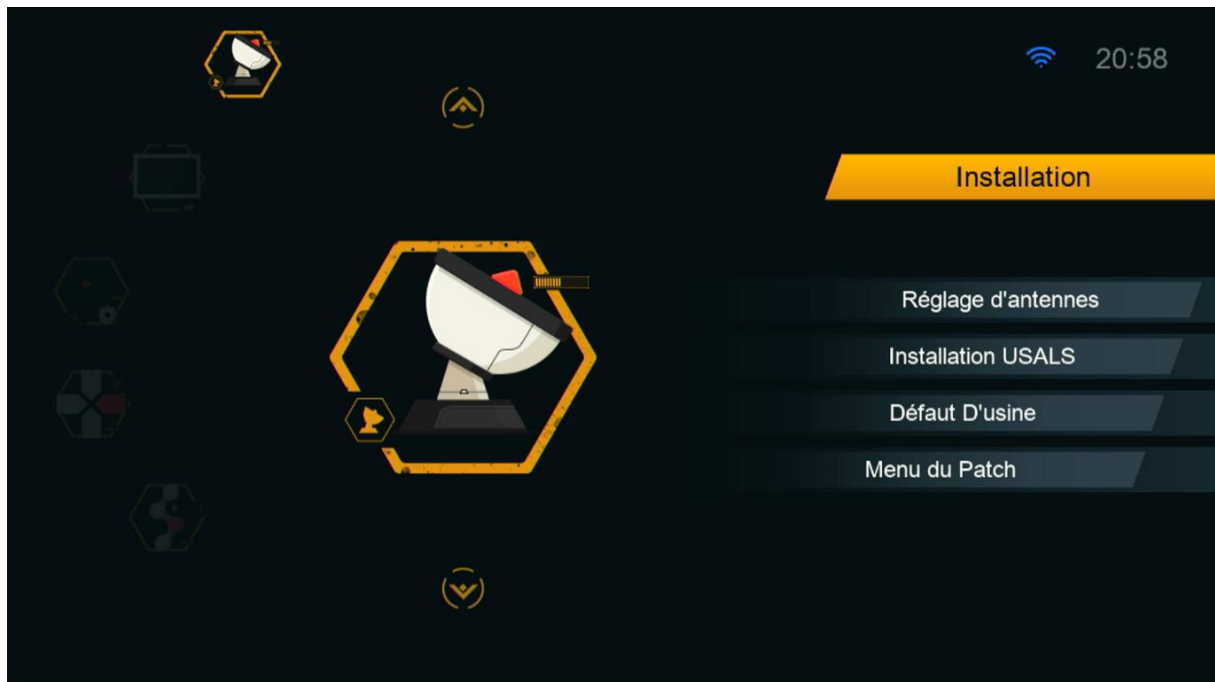 20:58
Installation
Réglage d'antennes
Installation USALS
Défaut D'usine
Menu du Patch